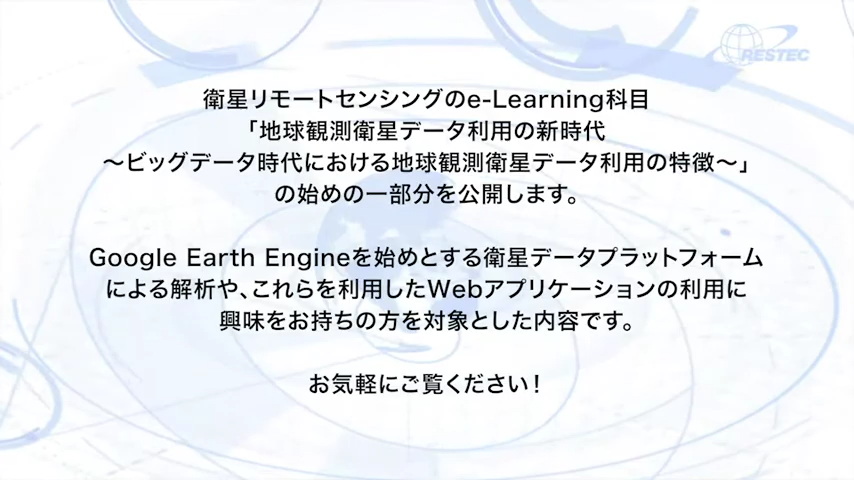 RESTEC
衛星リモートセンシングのe-Learning科目
「地球観測衛星データ利用の新時代
～ビッグデータ時代における地球観測衛星データ利用の特徴～」
の始めの一部分を公開します。
Google Earth Engineを始めとする衛星データプラットフォーム
による解析や、これらを利用したWebアプリケーションの利用に
興味をお持ちの方を対象とした内容です。
お気軽にご覧ください！